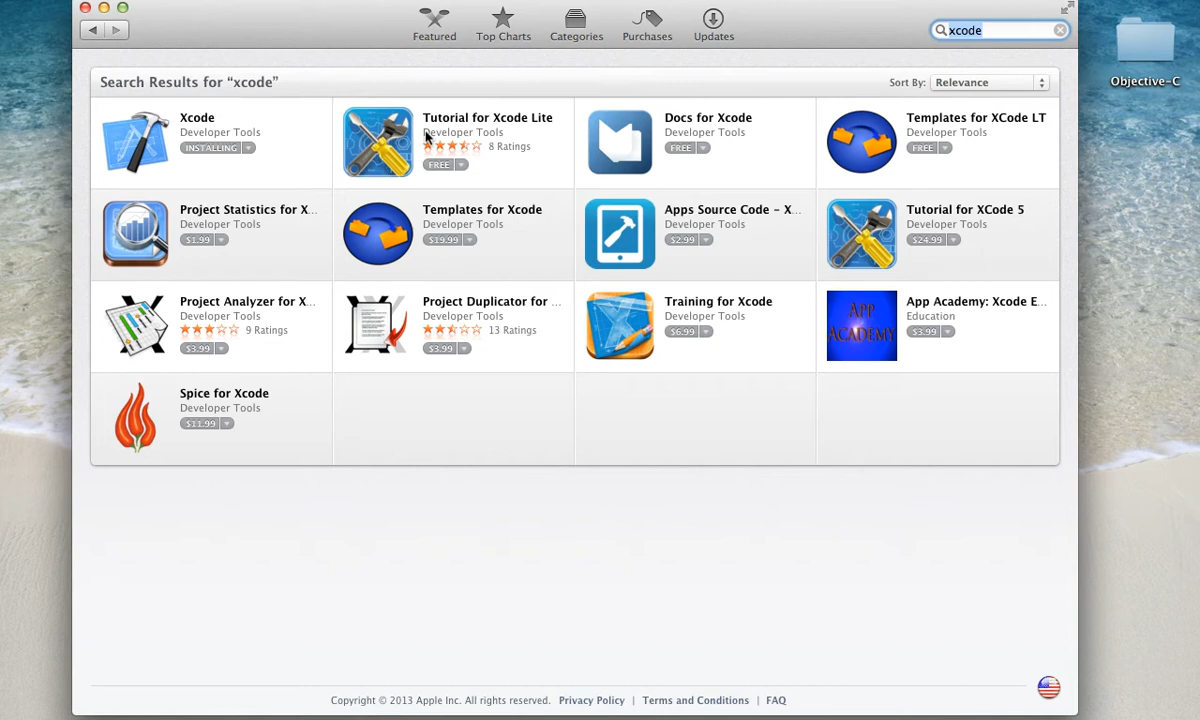 Featured
Top Charts
Categories
Purchases
Updates
xcode
Objective-C
Search Results for “xcode”
Sort By: Relevance
Xcode
Developer Tools
INSTALLING
Tutorial for Xcode Lite
Developer Tools
8 Ratings
FREE
Docs for Xcode
Developer Tools
FREE
Templates for XCode LT
Developer Tools
FREE
Project Statistics for X...
Developer Tools
$1.99
Templates for Xcode
Developer Tools
$19.99
Apps Source Code – X...
Developer Tools
$2.99
Tutorial for XCode 5
Developer Tools
$24.99
Project Analyzer for X...
Developer Tools
9 Ratings
$3.99
Project Duplicator for ...
Developer Tools
13 Ratings
$3.99
Training for Xcode
Developer Tools
$6.99
APP
ACADEMY
App Academy: Xcode E...
Education
$3.99
Spice for Xcode
Developer Tools
$11.99
Copyright © 2013 Apple Inc. All rights reserved. Privacy Policy | Terms and Conditions | FAQ